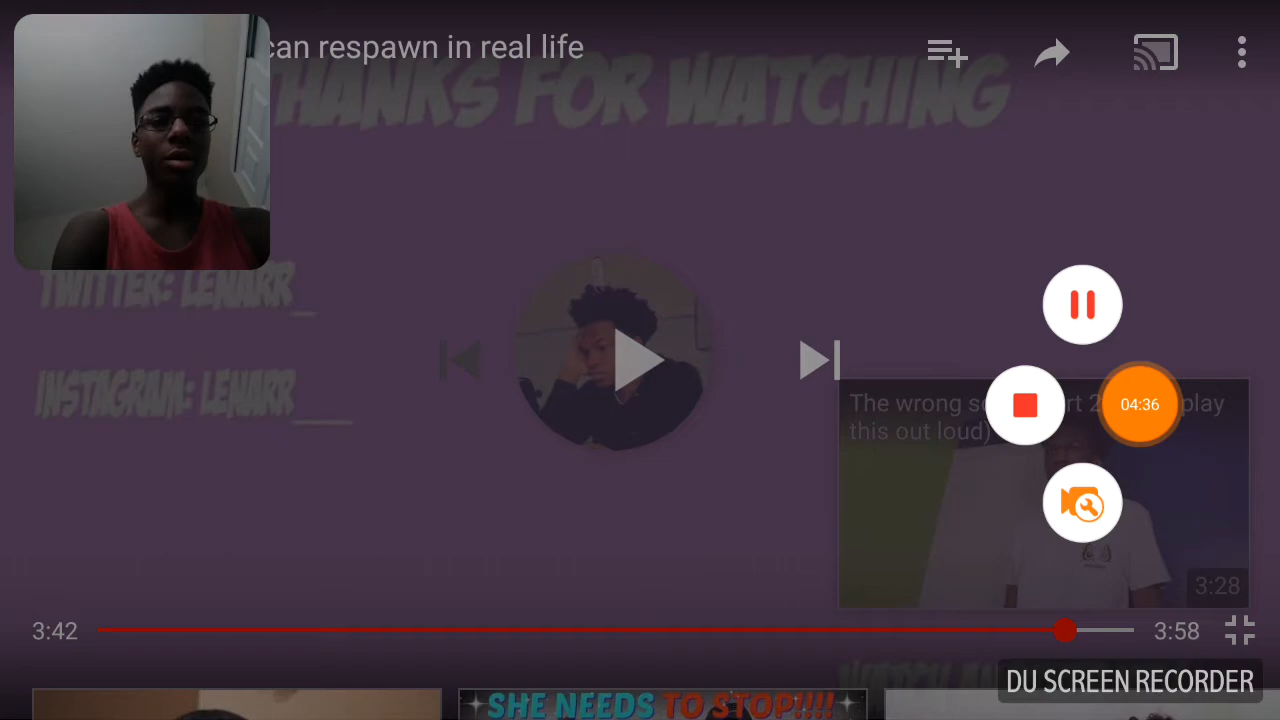 can respawn in real life
THANKS FOR WATCHING
TWITTER: LENARR_
INSTAGRAM: LENARR__
04:36
The wrong play
this out loud)
3:28
3:42
3:58
DU SCREEN RECORDER
SHE NEEDS TO STOP!!!!